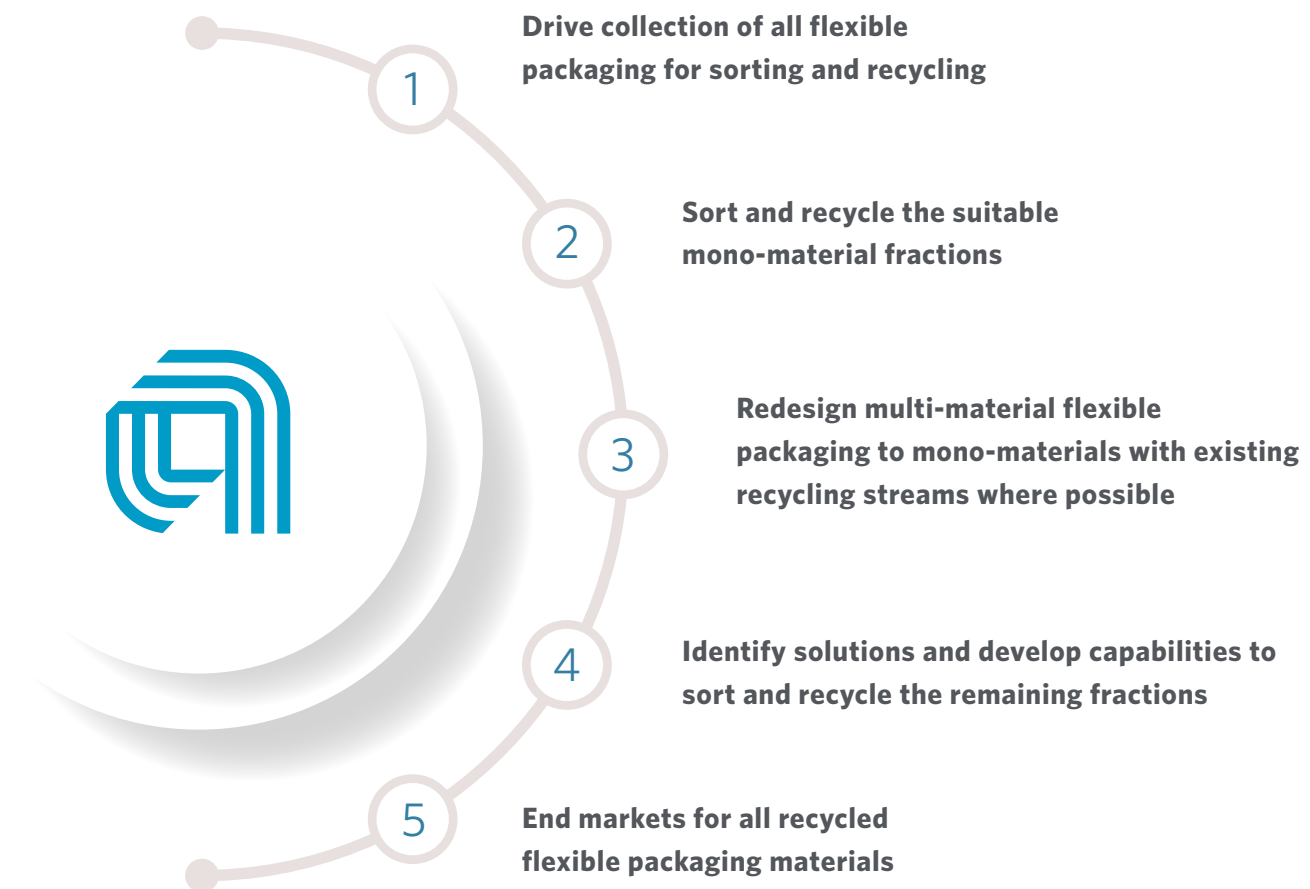 1
Drive collection of all flexible
packaging for sorting and recycling
2
Sort and recycle the suitable
mono-material fractions
3
Redesign multi-material flexible
packaging to mono-materials with existing
recycling streams where possible
4
Identify solutions and develop capabilities to
sort and recycle the remaining fractions
5
End markets for all recycled
flexible packaging materials